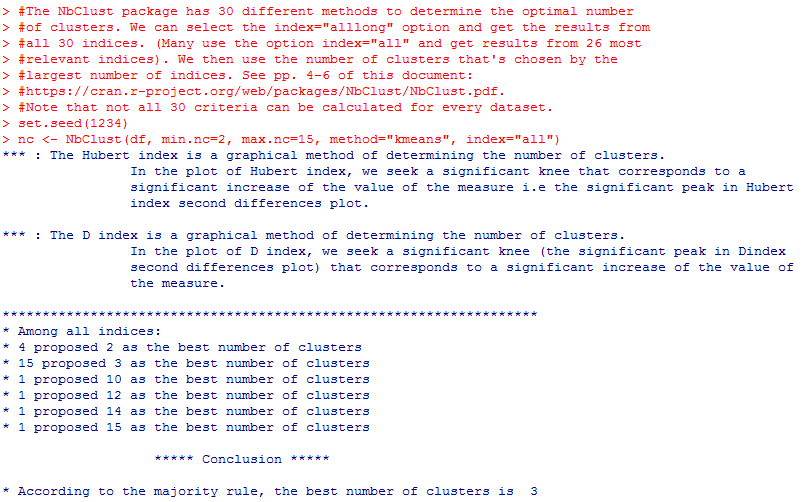 > #The NbClust package has 30 different methods to determine the optimal number
> #of clusters. We can select the index="alllong" option and get the results from
> #all 30 indices. (Many use the option index="all" and get results from 26 most
> #relevant indices). We then use the number of clusters that's chosen by the
> #largest number of indices. See pp. 4-6 of this document:
> #https://cran.r-project.org/web/packages/NbClust/NbClust.pdf.
> #Note that not all 30 criteria can be calculated for every dataset.
> set.seed(1234)
> nc <- NbClust(df, min.nc=2, max.nc=15, method="kmeans", index="all")
*** : The Hubert index is a graphical method of determining the number of clusters.
In the plot of Hubert index, we seek a significant knee that corresponds to a
significant increase of the value of the measure i.e the significant peak in Hubert
index second differences plot.
*** : The D index is a graphical method of determining the number of clusters.
In the plot of D index, we seek a significant knee (the significant peak in Dindex
second differences plot) that corresponds to a significant increase of the value of
the measure.
*******************************************************************
* Among all indices:
* 4 proposed 2 as the best number of clusters
* 15 proposed 3 as the best number of clusters
* 1 proposed 10 as the best number of clusters
* 1 proposed 12 as the best number of clusters
* 1 proposed 14 as the best number of clusters
* 1 proposed 15 as the best number of clusters
***** Conclusion *****
* According to the majority rule, the best number of clusters is  3